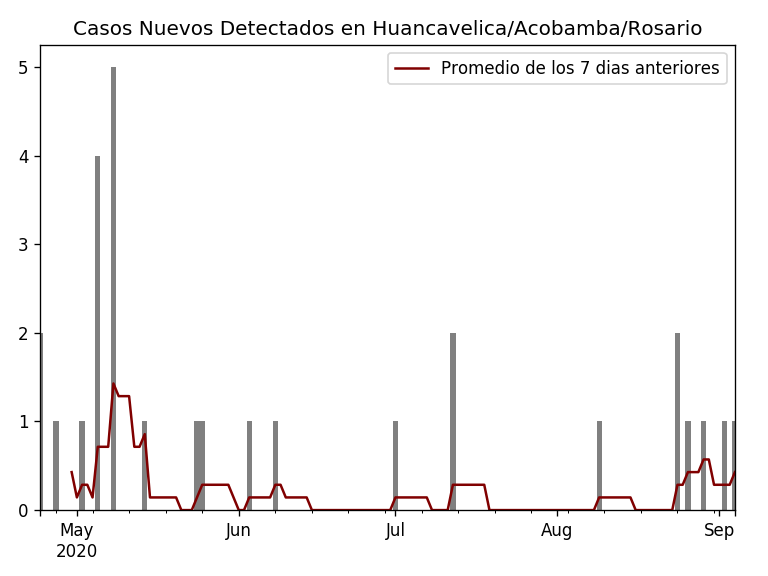 Casos Nuevos Detectados en Huancavelica/Acobamba/Rosario
Promedio de los 7 dias anteriores
5
4
3
2
1
0
May Jun Jul Aug Sep
2020